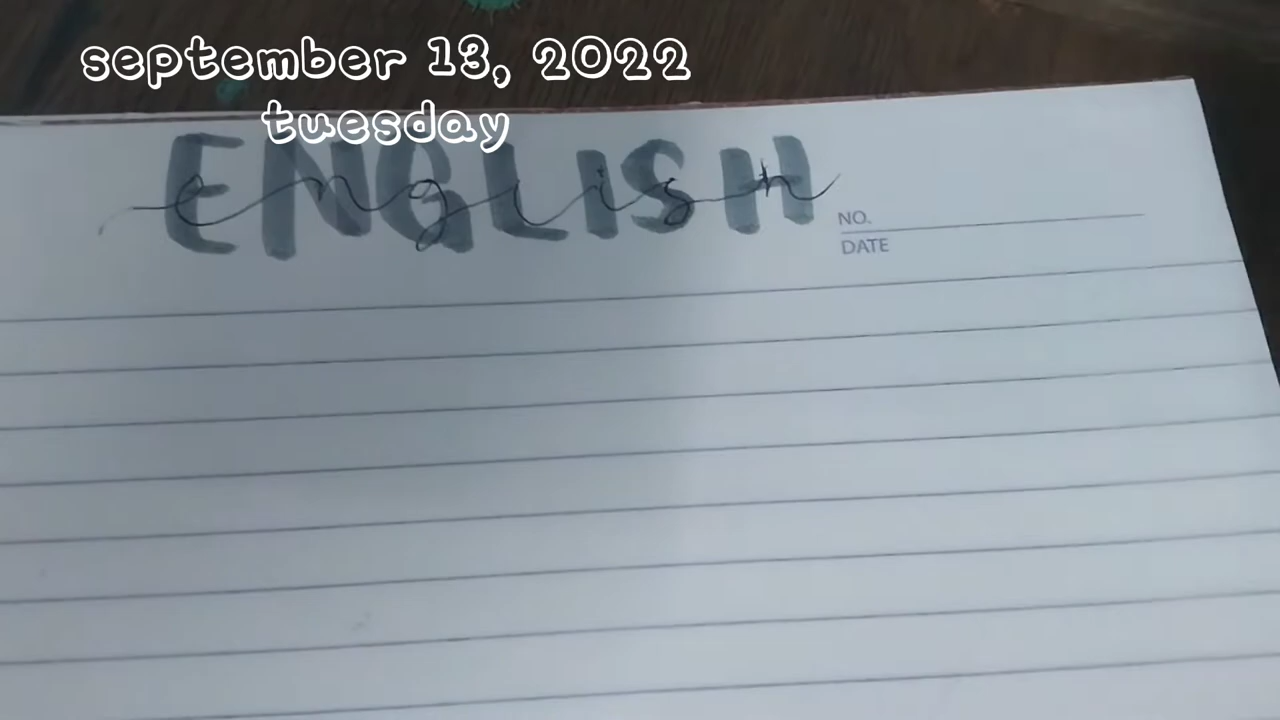 september 13, 2022
tuesday
ENGLISH
english
NO.
DATE